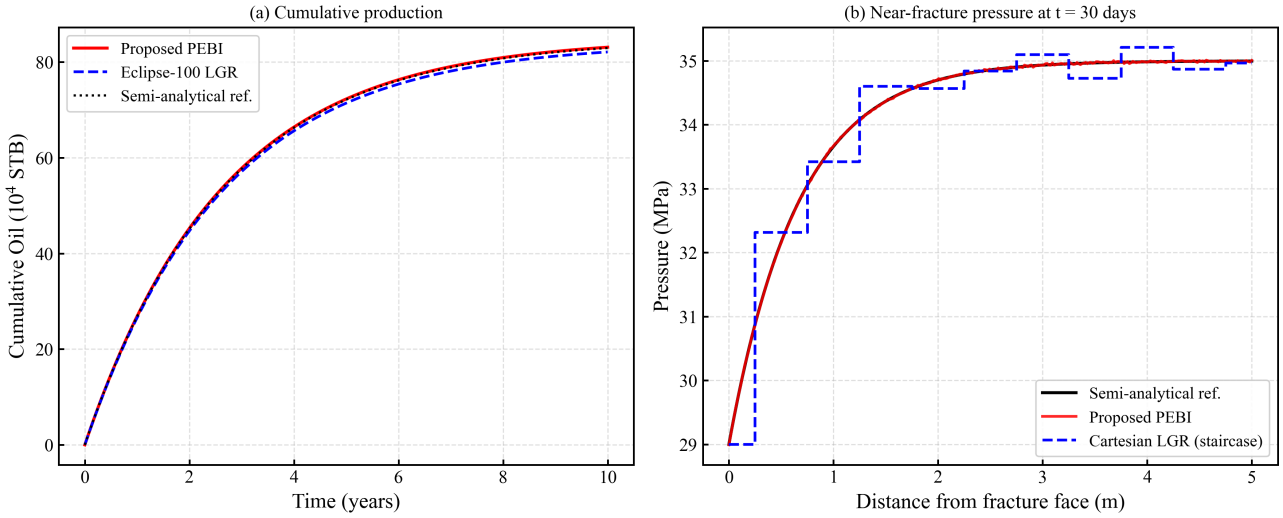 (a) Cumulative production
Proposed PEBI
Eclipse-100 LGR
Semi-analytical ref.
Cumulative Oil (10⁴ STB)
80
60
40
20
0
0 2 4 6 8 10
Time (years)
(b) Near-fracture pressure at t = 30 days
Pressure (MPa)
35
34
33
32
31
30
29
Semi-analytical ref.
Proposed PEBI
Cartesian LGR (staircase)
0 1 2 3 4 5
Distance from fracture face (m)